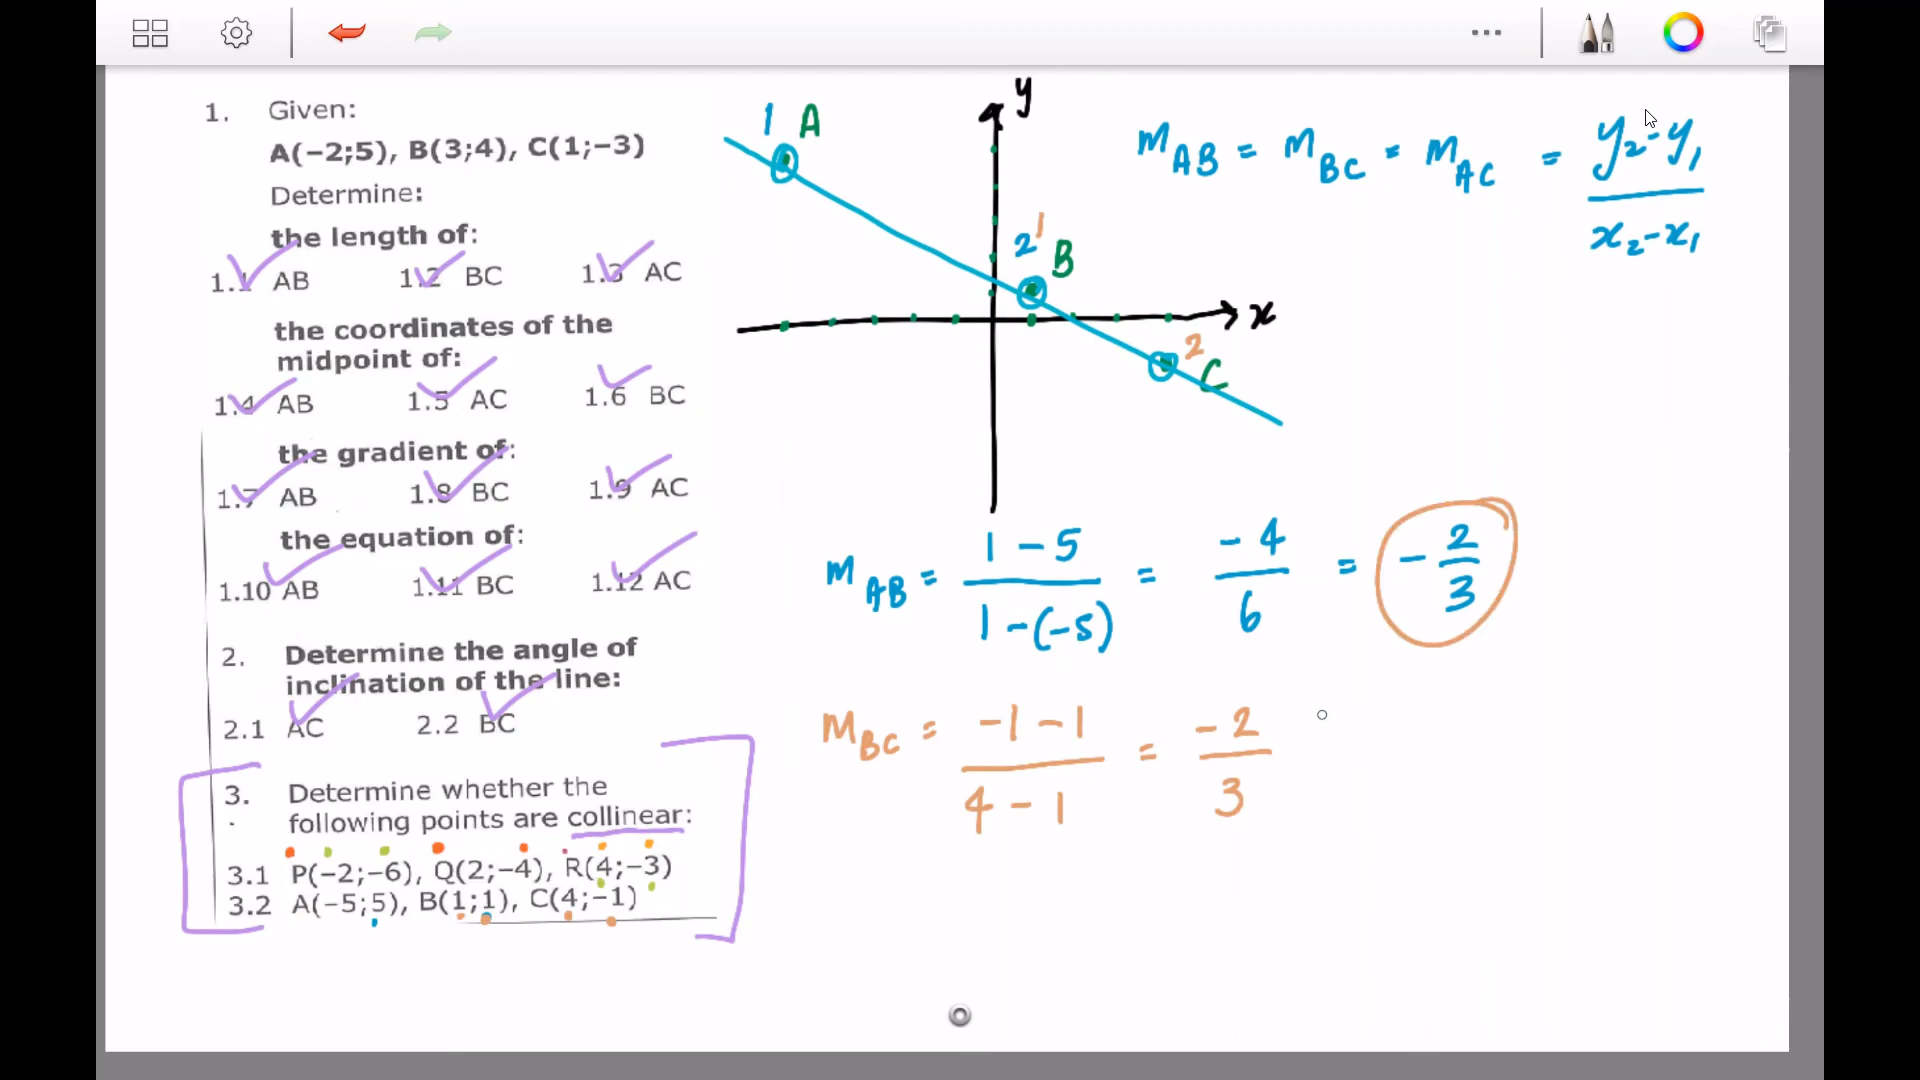 1. Given:
A(−2;5), B(3;4), C(1;−3)
Determine:
the length of:
1.1 AB 1.2 BC 1.3 AC
the coordinates of the
midpoint of:
1.4 AB 1.5 AC 1.6 BC
the gradient of:
1.7 AB 1.8 BC 1.9 AC
the equation of:
1.10 AB 1.11 BC 1.12 AC
2. Determine the angle of
inclination of the line:
2.1 AC 2.2 BC
3. Determine whether the
following points are collinear:
3.1 P(−2;−6), Q(2;−4), R(4;−3)
3.2 A(−5;5), B(1;1), C(4;−1)
y
1 A
2 1 B
x
2 C
m_AB = m_BC = m_AC = (y₂-y₁)/(x₂-x₁)
m_AB = (1-5)/(1-(-5)) = -4/6 = -2/3
m_BC = (-1-1)/(4-1) = -2/3